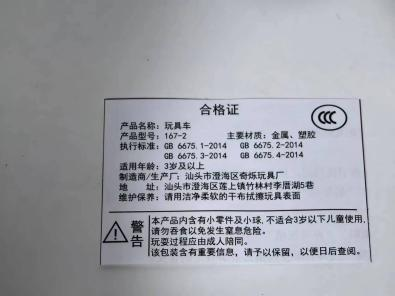 合格证
CCC
产品名称：玩具车
产品型号：167-2 主要材质：金属、塑胶
执行标准：GB 6675.1-2014 GB 6675.2-2014
GB 6675.3-2014 GB 6675.4-2014
适用年龄：3岁及以上
制造商/生产厂：汕头市澄海区奇烁玩具厂
地 址：汕头市澄海区莲上镇竹林村李厝湖5巷
维护保养：请用洁净柔软的干布拭擦玩具表面
警告
本产品内含有小零件及小球，不适合3岁以下儿童使用，
请勿吞食以免发生窒息危险。
玩耍过程应由成人陪同。
该包装含有重要信息，请予以保留，以便日后查阅。